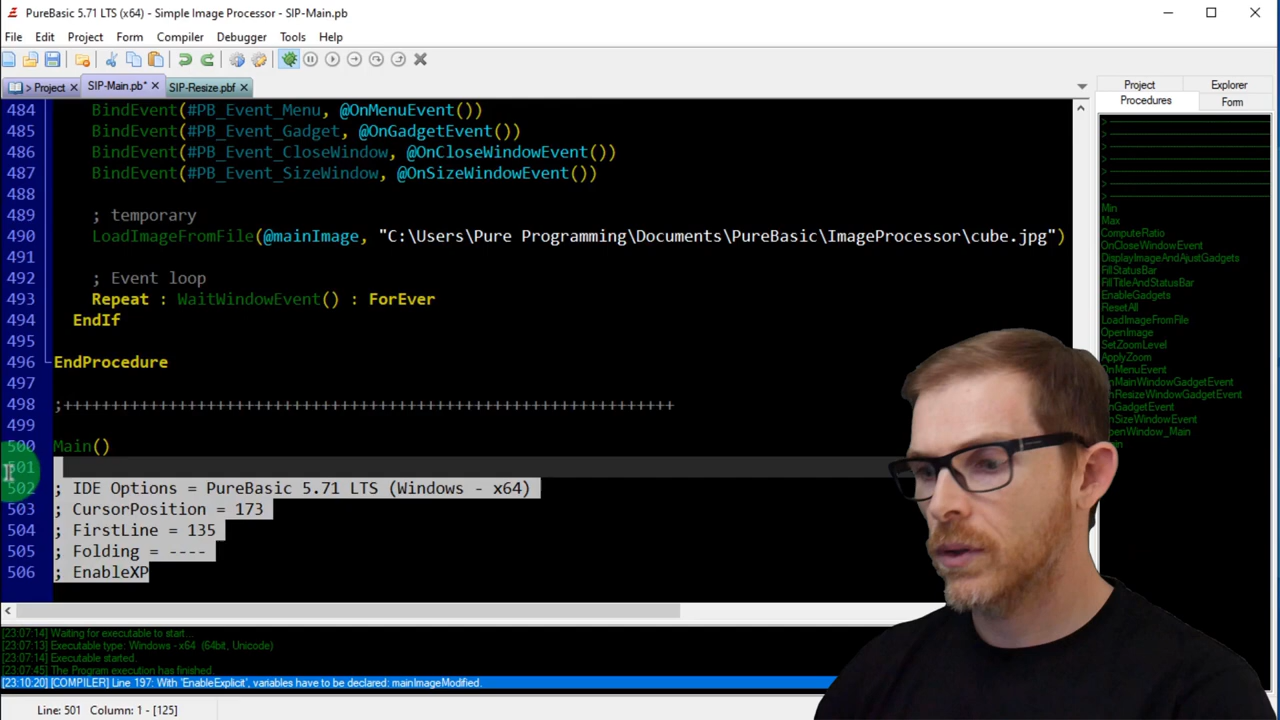 PureBasic 5.71 LTS (x64) - Simple Image Processor - SIP-Main.pb
File Edit Project Form Compiler Debugger Tools Help
> Project SIP-Main.pb* SIP-Resize.pbf
Project Explorer
Procedures Form
484 BindEvent(#PB_Event_Menu, @OnMenuEvent())
485 BindEvent(#PB_Event_Gadget, @OnGadgetEvent())
486 BindEvent(#PB_Event_CloseWindow, @OnCloseWindowEvent())
487 BindEvent(#PB_Event_SizeWindow, @OnSizeWindowEvent())
488
489 ; temporary
490 LoadImageFromFile(@mainImage, "C:\Users\Pure Programming\Documents\PureBasic\ImageProcessor\cube.jpg")
491
492 ; Event loop
493 Repeat : WaitWindowEvent() : ForEver
494 EndIf
495
496 EndProcedure
497
498 ;++++++++++++++++++++++++++++++++++++++++++++++++++++++++++++++++
499
500 Main()
501
502 ; IDE Options = PureBasic 5.71 LTS (Windows - x64)
503 ; CursorPosition = 173
504 ; FirstLine = 135
505 ; Folding = ----
506 ; EnableXP
Min
Max
ComputeRatio
OnCloseWindowEvent
DisplayImageAndAjustGadgets
FillStatusBar
FillTitleAndStatusBar
EnableGadgets
ResetAll
LoadImageFromFile
OpenImage
SetZoomLevel
ApplyZoom
OnMenuEvent
OnMainWindowGadgetEvent
OnResizeWindowGadgetEvent
OnGadgetEvent
OnSizeWindowEvent
OpenWindow_Main
[23:07:14] Waiting for executable to start...
[23:07:13] Executable type: Windows - x64 (64bit, Unicode)
[23:07:14] Executable started.
[23:07:45] The Program execution has finished.
[23:10:20] [COMPILER] Line 197: With 'EnableExplicit', variables have to be declared: mainImageModified.
Line: 501 Column: 1 - [125]